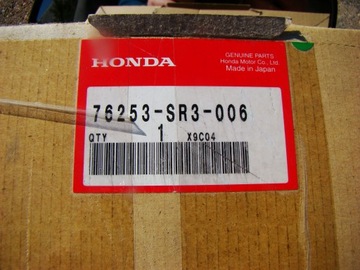 HONDA
GENUINE PARTS
Honda Motor Co., Ltd.
Made in Japan
76253-SR3-006
QTY 1 X9C04